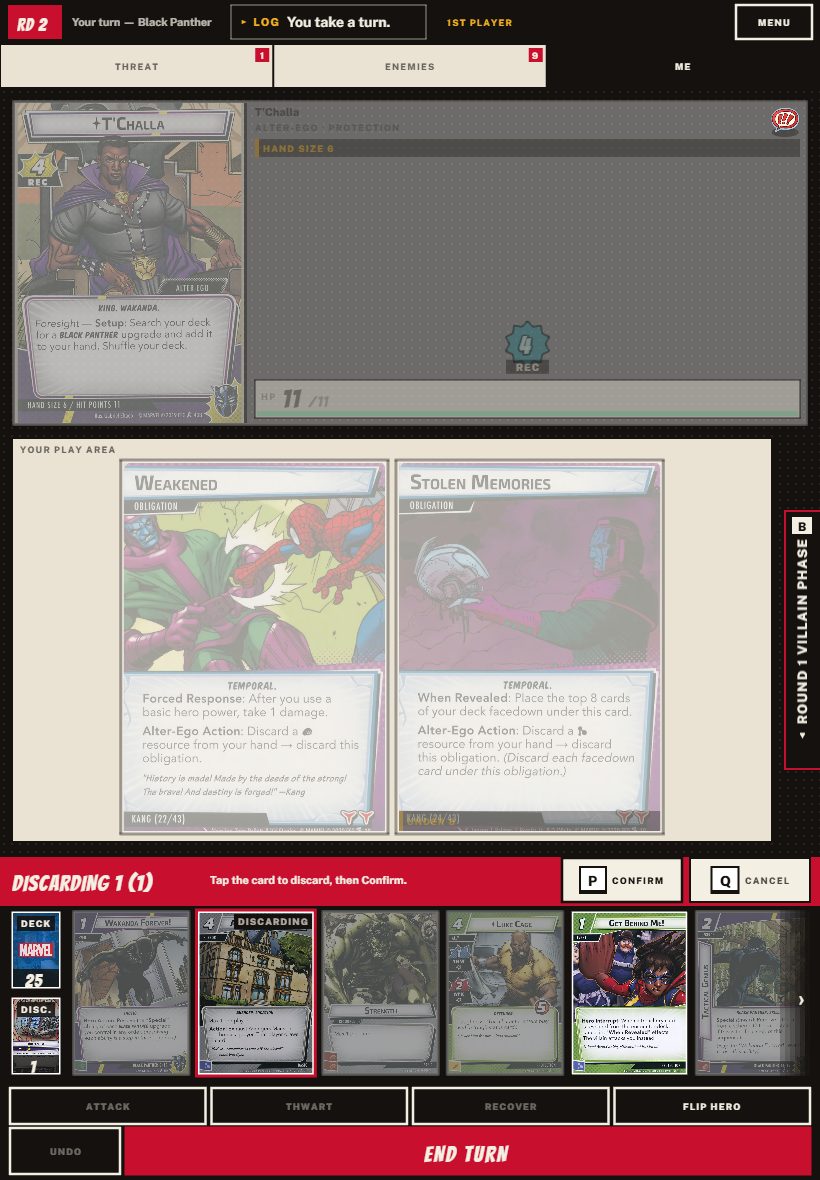 RD 2
Your turn — Black Panther
▸ LOG You take a turn.
1ST PLAYER
MENU
THREAT
1
ENEMIES
9
ME
T'CHALLA
4
REC
ALTER-EGO
KING. WAKANDA.
Foresight — Setup: Search your deck
for a BLACK PANTHER upgrade and add it
to your hand. Shuffle your deck.
HAND SIZE 6 / HIT POINTS 11
T'Challa
ALTER-EGO · PROTECTION
HAND SIZE 6
4
REC
HP 11 /11
YOUR PLAY AREA
WEAKENED
OBLIGATION
TEMPORAL.
Forced Response: After you use a
basic hero power, take 1 damage.
Alter-Ego Action: Discard a
resource from your hand → discard this
obligation.
"History is made! Made by the deeds of the strong!
The brave! And destiny is forged!" —Kang
KANG (22/43)
STOLEN MEMORIES
OBLIGATION
TEMPORAL.
When Revealed: Place the top 8 cards
of your deck facedown under this card.
Alter-Ego Action: Discard a
resource from your hand → discard
this obligation. (Discard each facedown
card under this obligation.)
KANG (24/43)
◂ ROUND 1 VILLAIN PHASE B
DISCARDING 1 (1)
Tap the card to discard, then Confirm.
P CONFIRM
Q CANCEL
DECK
MARVEL
25
DISC.
1
1
WAKANDA FOREVER!
4
DISCARDING
STRENGTH
4
LUKE CAGE
1
GET BEHIND ME!
2
TACTICAL GENIUS
›
ATTACK
THWART
RECOVER
FLIP HERO
UNDO
END TURN